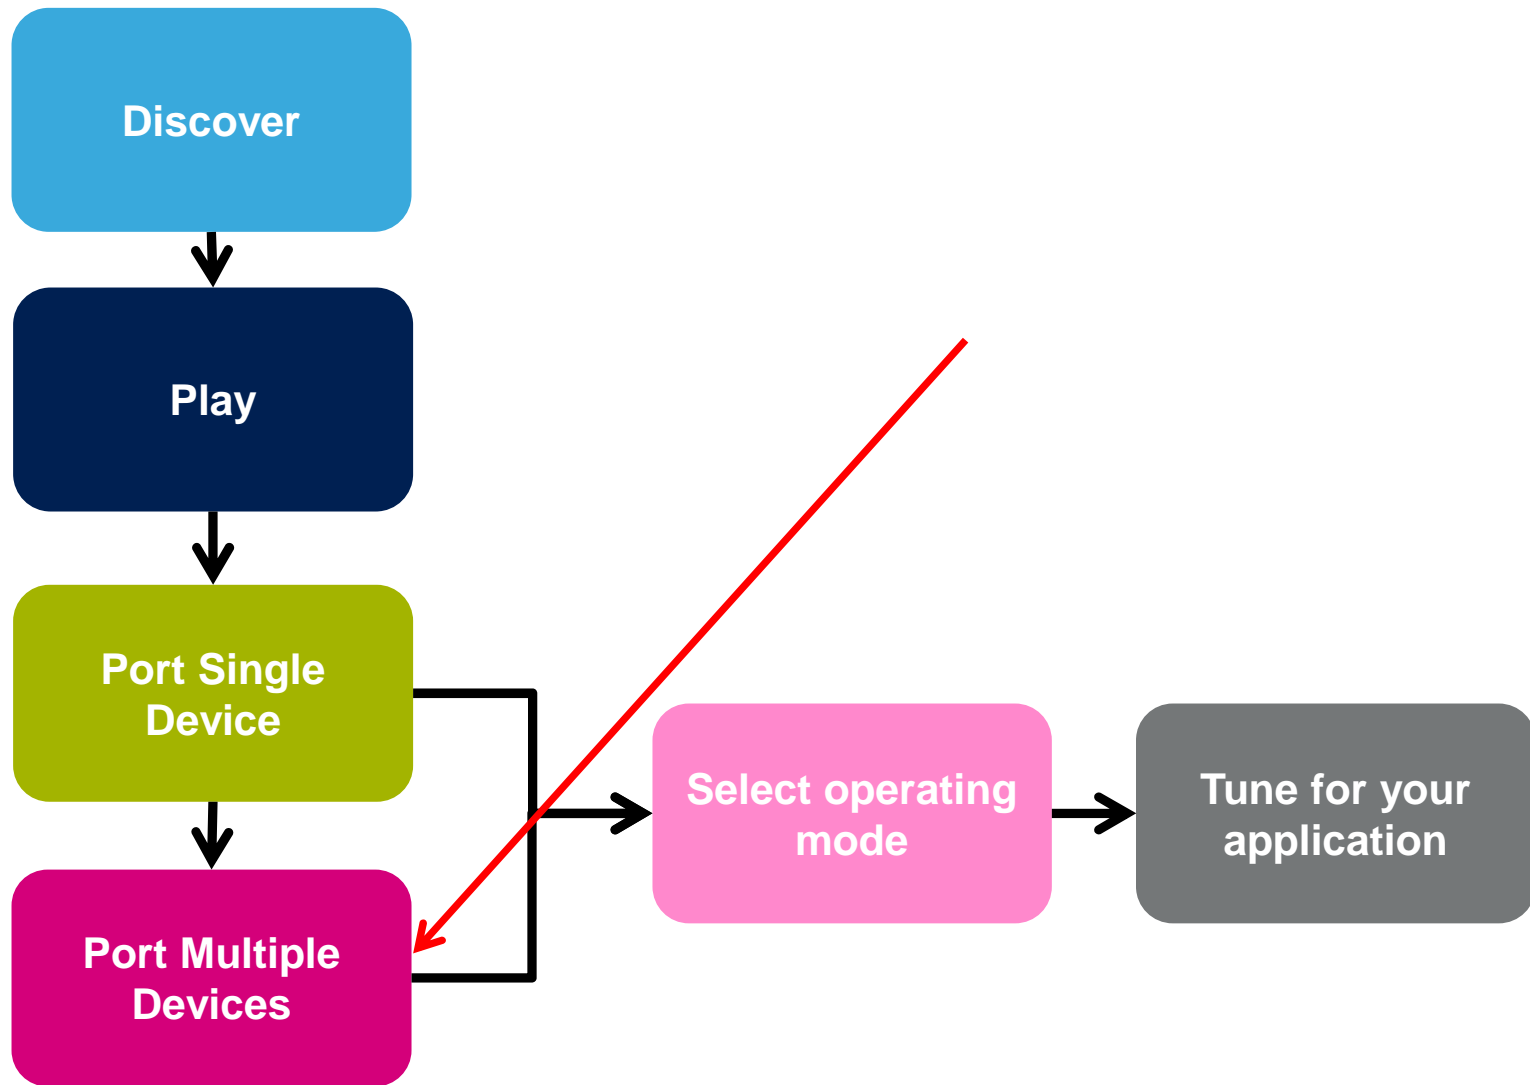 Discover
Play
Port Single
Device
Port Multiple
Devices
Select operating
mode
Tune for your
application